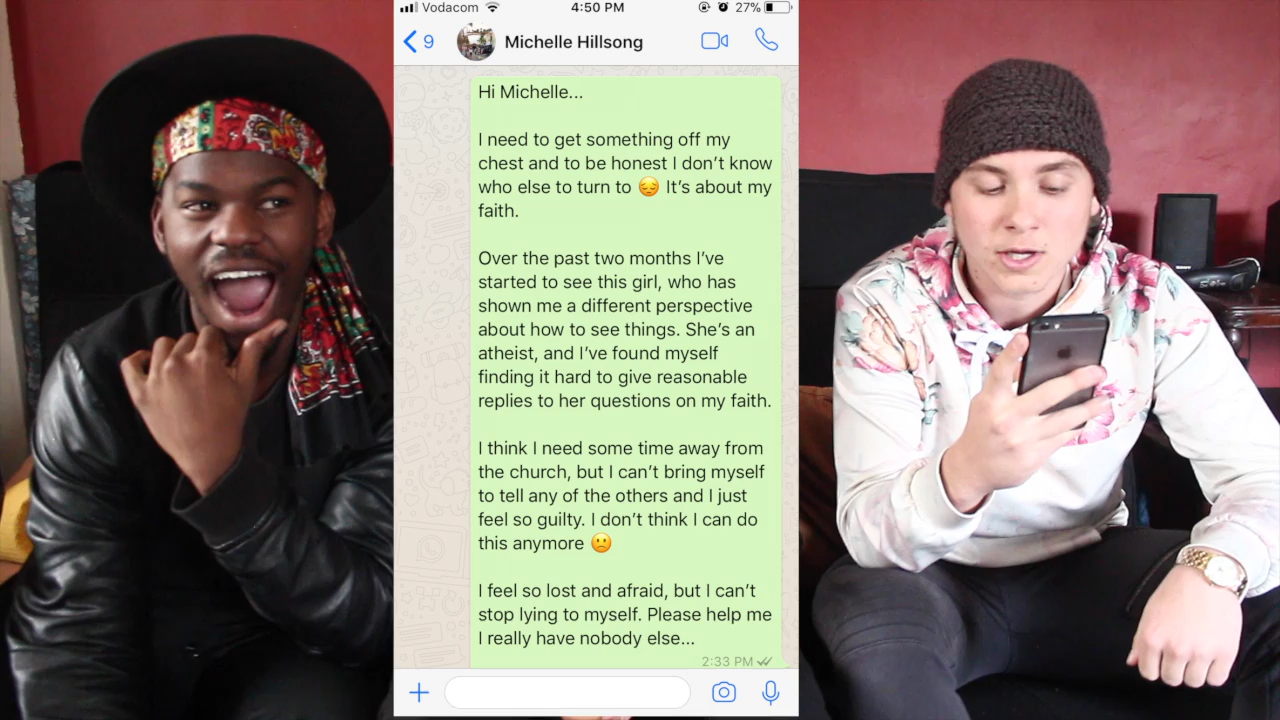 Vodacom 4:50 PM 27%
9 Michelle Hillsong
Hi Michelle...
I need to get something off my
chest and to be honest I don't know
who else to turn to 😔 It's about my
faith.
Over the past two months I've
started to see this girl, who has
shown me a different perspective
about how to see things. She's an
atheist, and I've found myself
finding it hard to give reasonable
replies to her questions on my faith.
I think I need some time away from
the church, but I can't bring myself
to tell any of the others and I just
feel so guilty. I don't think I can do
this anymore 🙁
I feel so lost and afraid, but I can't
stop lying to myself. Please help me
I really have nobody else...
2:33 PM